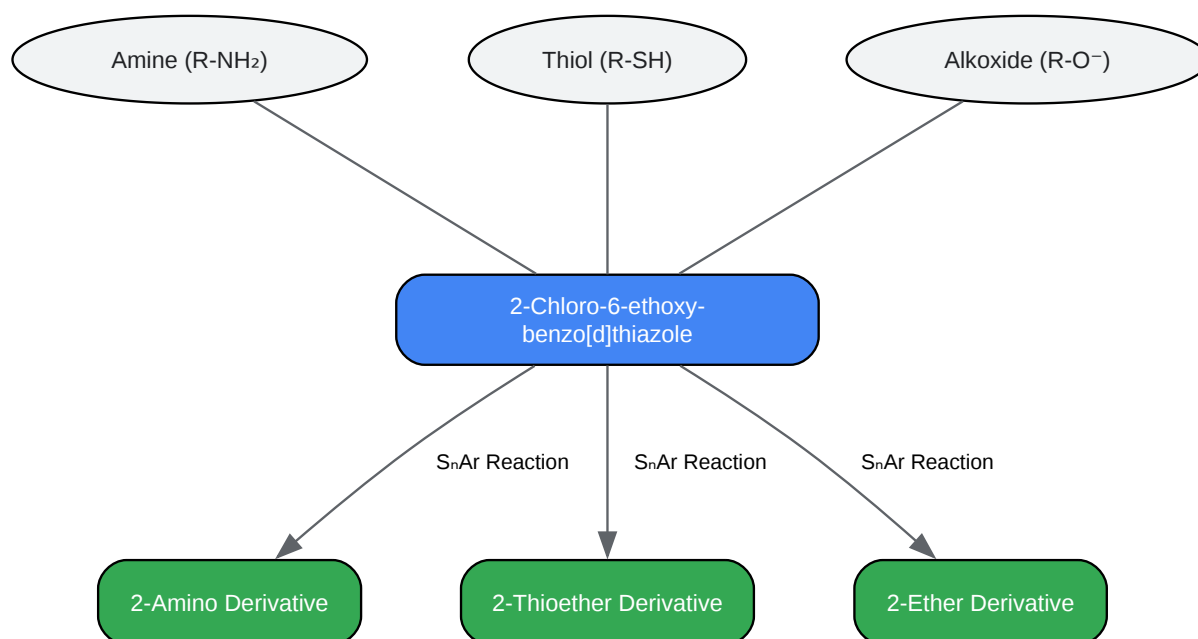 Amine (R-NH₂)
Thiol (R-SH)
Alkoxide (R-O⁻)
2-Chloro-6-ethoxy-
benzo[d]thiazole
SₙAr Reaction
SₙAr Reaction
SₙAr Reaction
2-Amino Derivative
2-Thioether Derivative
2-Ether Derivative